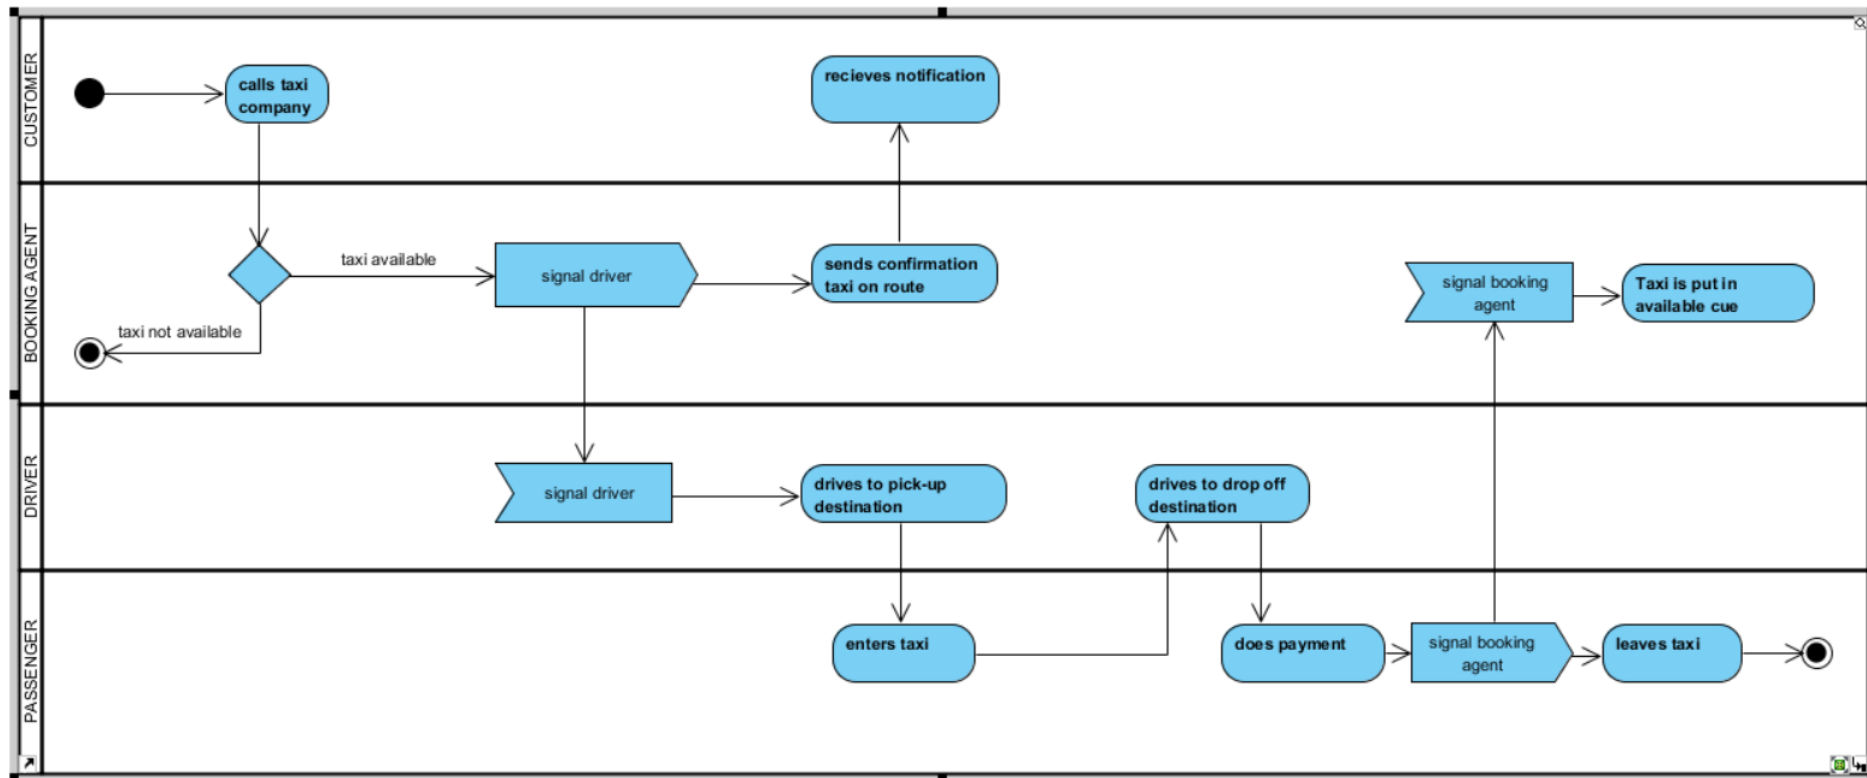 CUSTOMER
calls taxi
company
recieves notification
BOOKING AGENT
taxi available
signal driver
sends confirmation
taxi on route
signal booking
agent
Taxi is put in
available cue
taxi not available
DRIVER
signal driver
drives to pick-up
destination
drives to drop off
destination
PASSENGER
enters taxi
does payment
signal booking
agent
leaves taxi